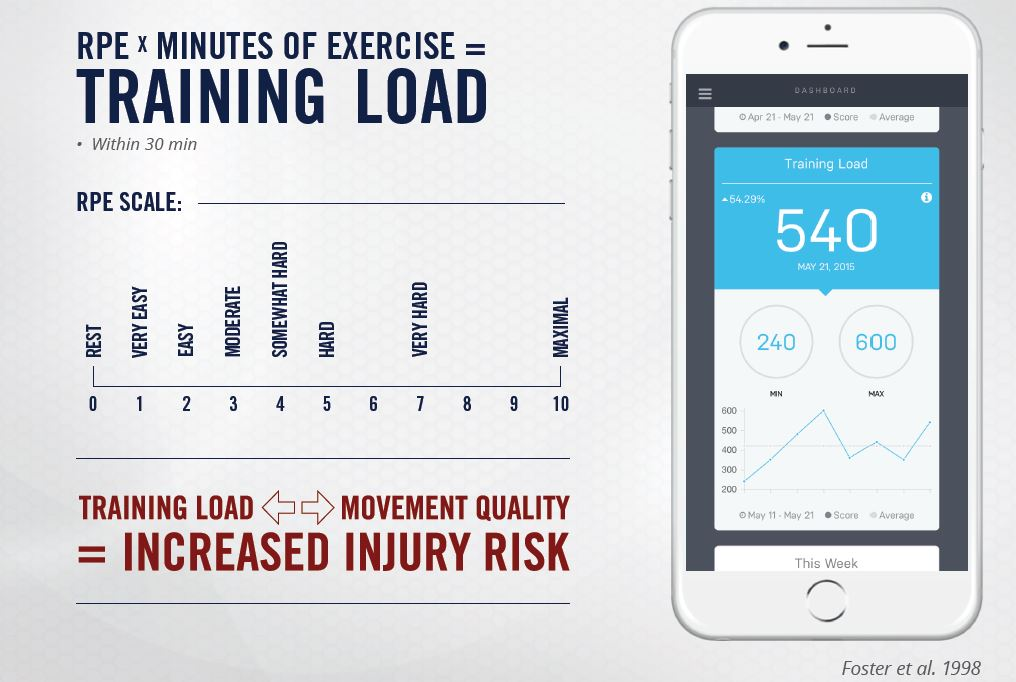 RPE x MINUTES OF EXERCISE =
TRAINING LOAD
• Within 30 min
RPE SCALE:
REST
VERY EASY
EASY
MODERATE
SOMEWHAT HARD
HARD
VERY HARD
MAXIMAL
0 1 2 3 4 5 6 7 8 9 10
TRAINING LOAD MOVEMENT QUALITY
= INCREASED INJURY RISK
DASHBOARD
Apr 21 - May 21 Score Average
Training Load
54.29%
540
MAY 21, 2015
240 600
MIN MAX
600
500
400
300
200
May 11 - May 21 Score Average
This Week
Foster et al. 1998